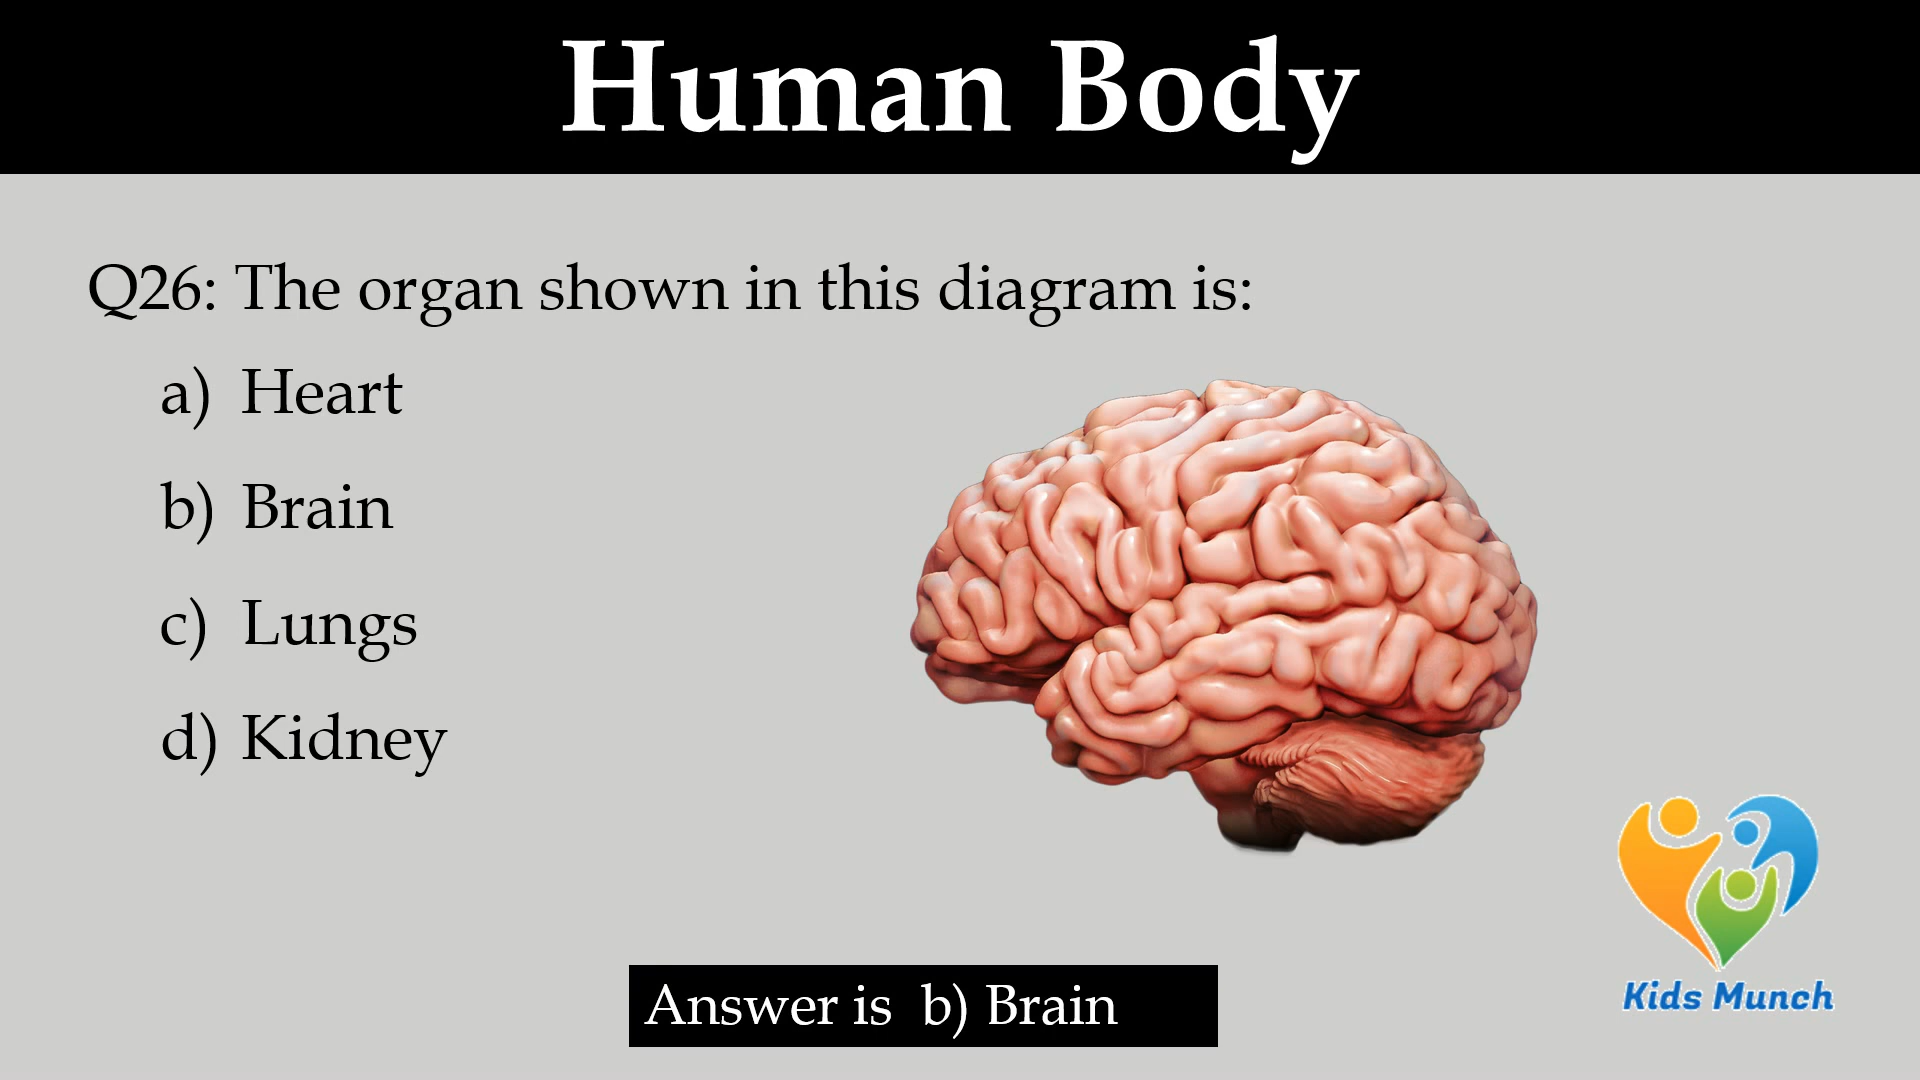 Human Body
Q26: The organ shown in this diagram is:
a) Heart
b) Brain
c) Lungs
d) Kidney
Answer is b) Brain
Kids Munch